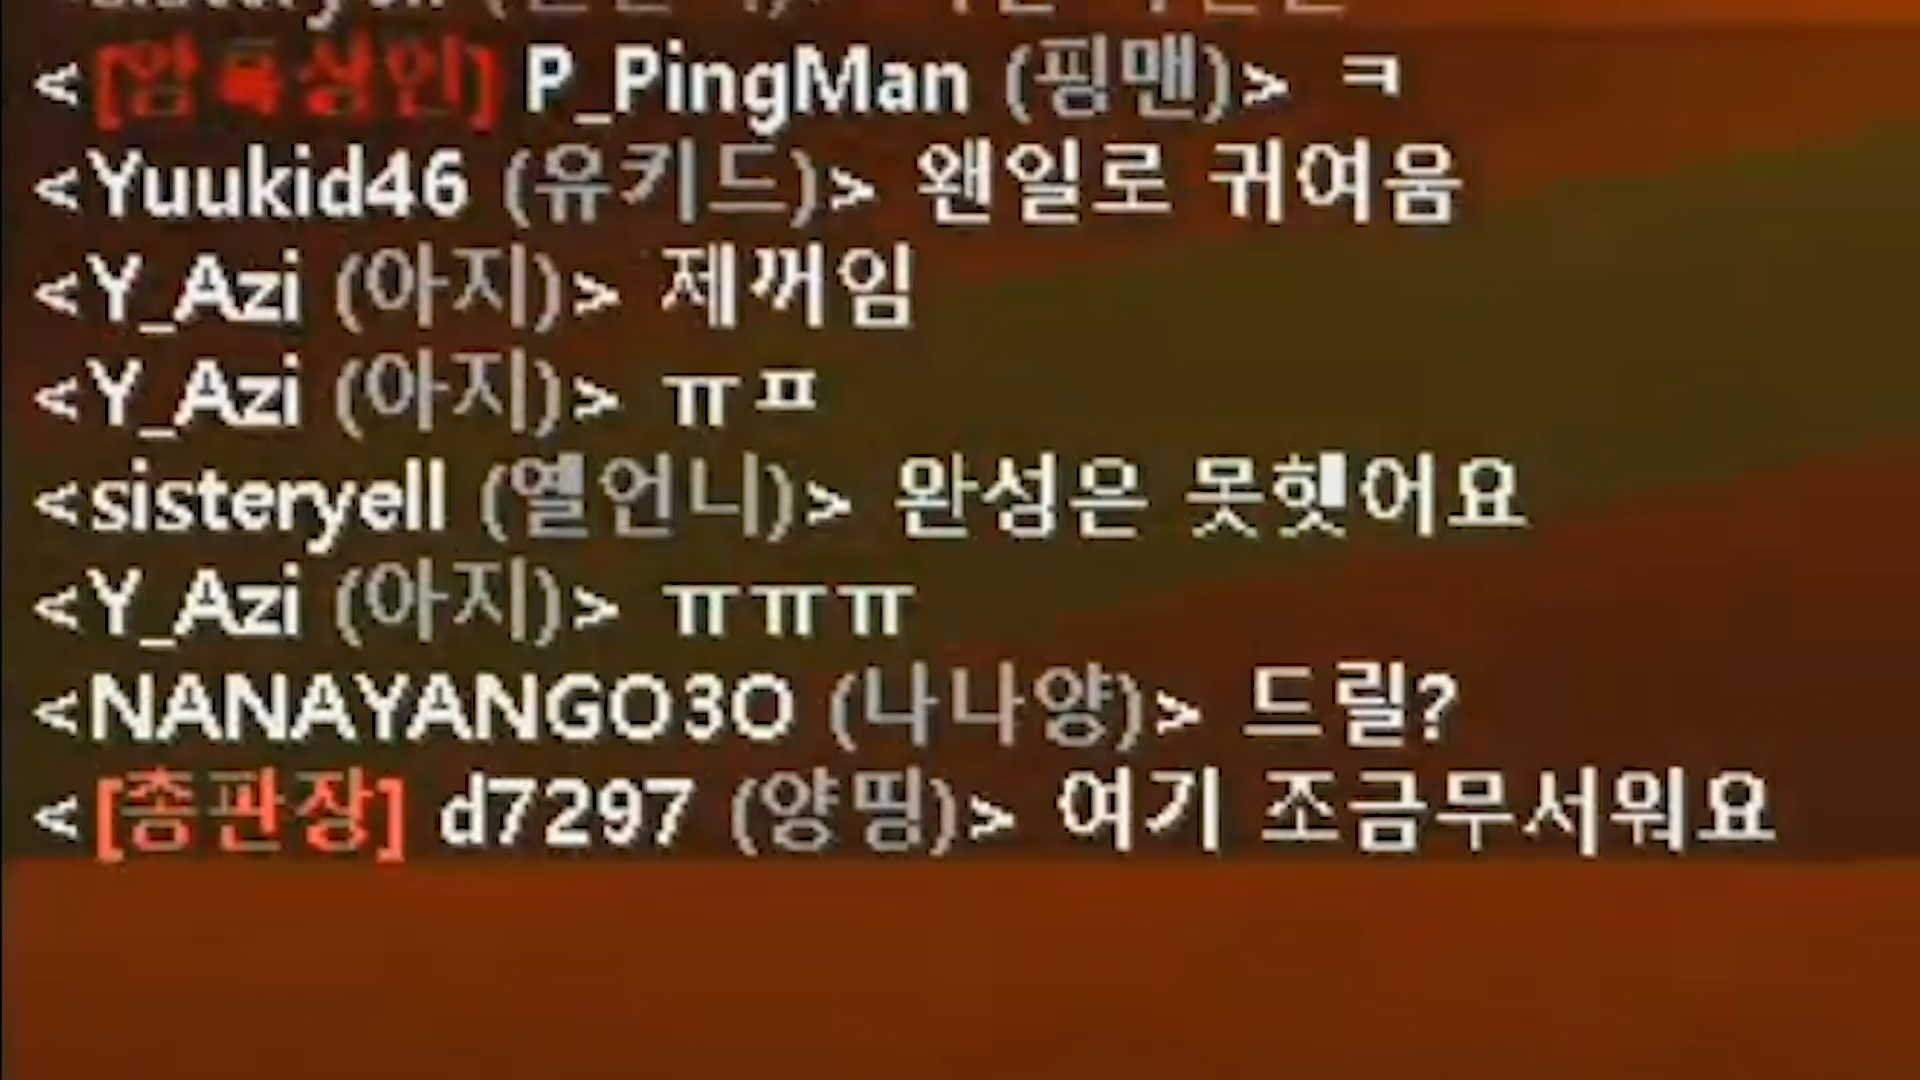 <[암흑상인] P_PingMan (핑맨)> ㅋ
<Yuukid46 (유키드)> 왠일로 귀여움
<Y_Azi (아지)> 제꺼임
<Y_Azi (아지)> ㅠㅍ
<sisteryell (옐언니)> 완성은 못헷어요
<Y_Azi (아지)> ㅠㅠㅠ
<NANAYANGO3O (나나양)> 드릴?
<[총판장] d7297 (양띵)> 여기 조금무서워요